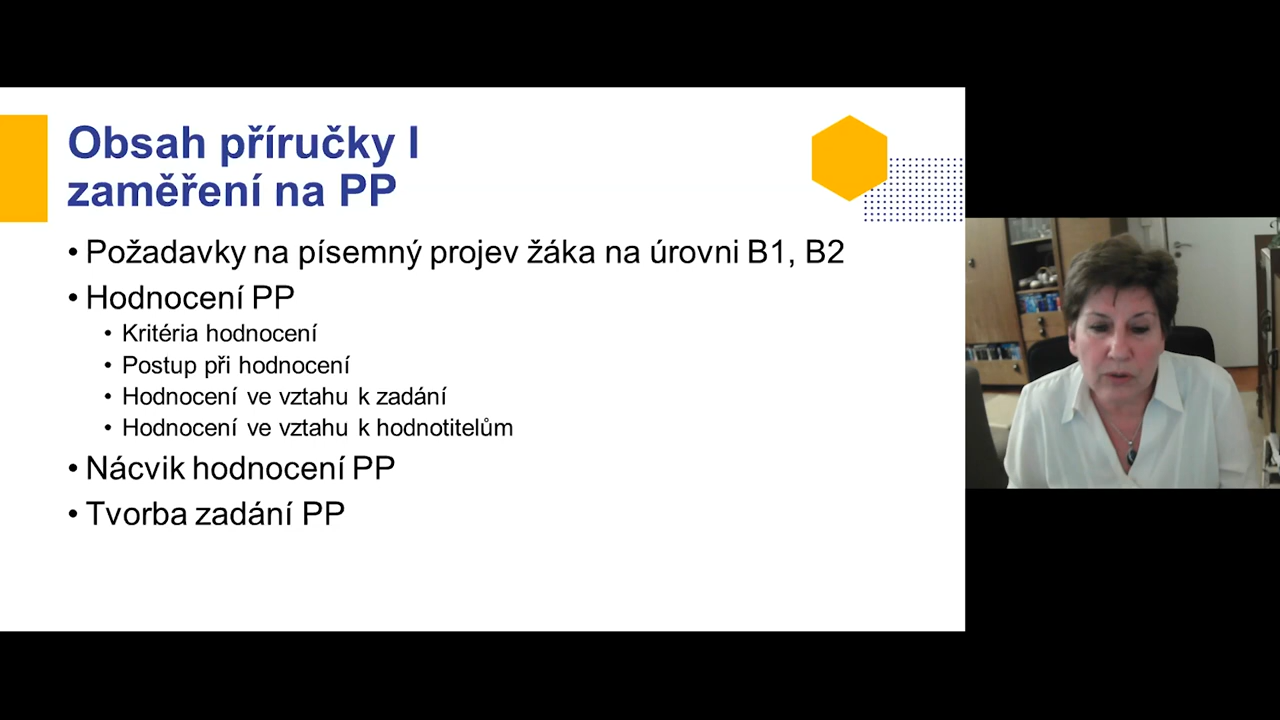 Obsah příručky I
zaměření na PP
• Požadavky na písemný projev žáka na úrovni B1, B2
• Hodnocení PP
• Kritéria hodnocení
• Postup při hodnocení
• Hodnocení ve vztahu k zadání
• Hodnocení ve vztahu k hodnotitelům
• Nácvik hodnocení PP
• Tvorba zadání PP